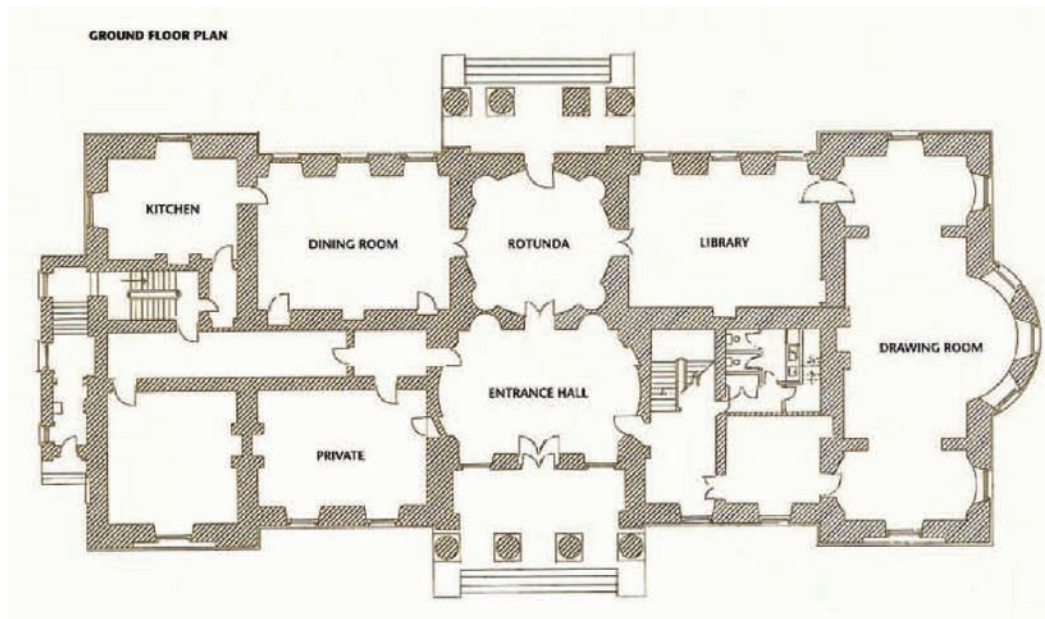 GROUND FLOOR PLAN
KITCHEN
DINING ROOM
ROTUNDA
LIBRARY
DRAWING ROOM
ENTRANCE HALL
PRIVATE